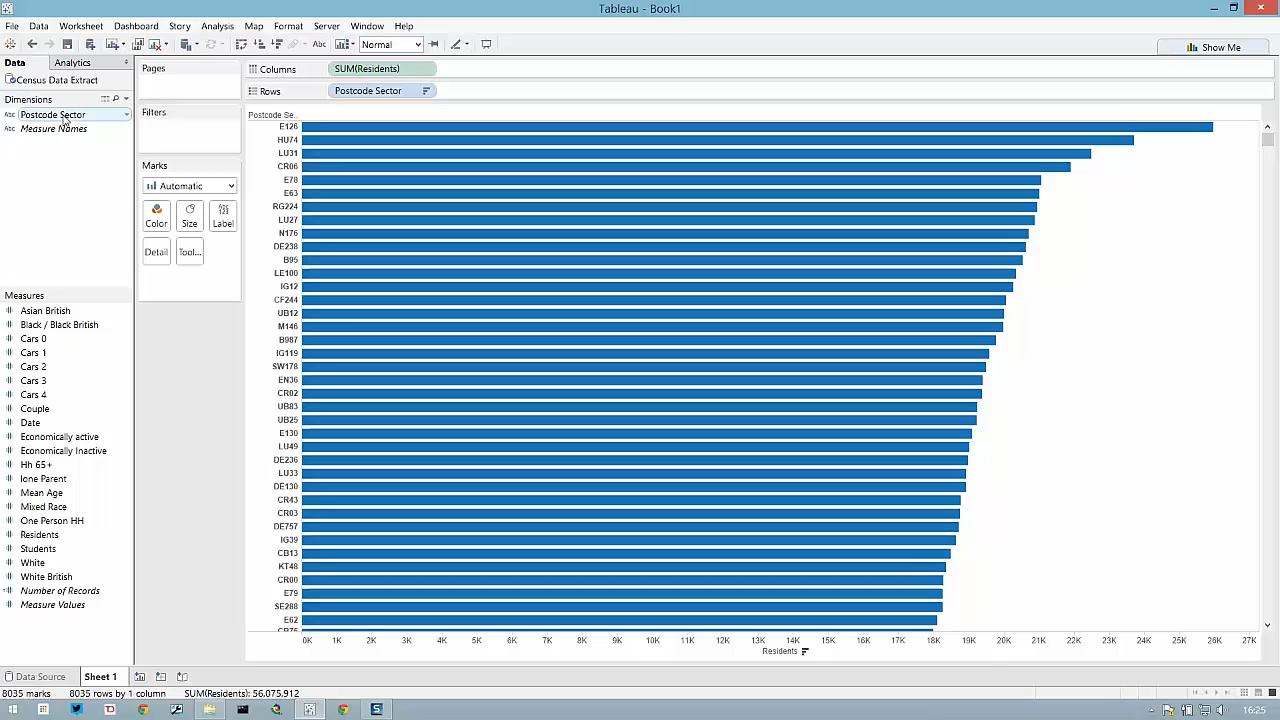 Tableau - Book1
File Data Worksheet Dashboard Story Analysis Map Format Server Window Help
Abc Normal Show Me
Data Analytics
Census Data Extract
Dimensions
Abc Postcode Sector
Abc Measure Names
Measures
Asian British
Black / Black British
Cars 0
Cars 1
Cars 2
Cars 3
Cars 4
Couple
Date
Economically active
Economically Inactive
Hh 65+
lone Parent
Mean Age
Mixed Race
One Person HH
Residents
Students
White
White British
Number of Records
Measure Values
Pages
Filters
Marks
Automatic
Color Size Label
Detail Tool...
Columns SUM(Residents)
Rows Postcode Sector
Postcode Se..
E126
HU74
LU31
CR06
E78
E63
RG224
LU27
N176
DE238
B95
LE100
IG12
CF244
UB12
M146
B987
IG119
SW178
EN36
CR02
UB83
UB25
E130
LU49
DE236
LU33
DE130
CR43
CR03
DE757
IG39
CB13
KT48
CR00
E79
SE288
E62
CR75
0K 1K 2K 3K 4K 5K 6K 7K 8K 9K 10K 11K 12K 13K 14K 15K 16K 17K 18K 19K 20K 21K 22K 23K 24K 25K 26K 27K
Residents
Data Source Sheet 1
8035 marks 8035 rows by 1 column SUM(Residents): 56,075,912
16:25